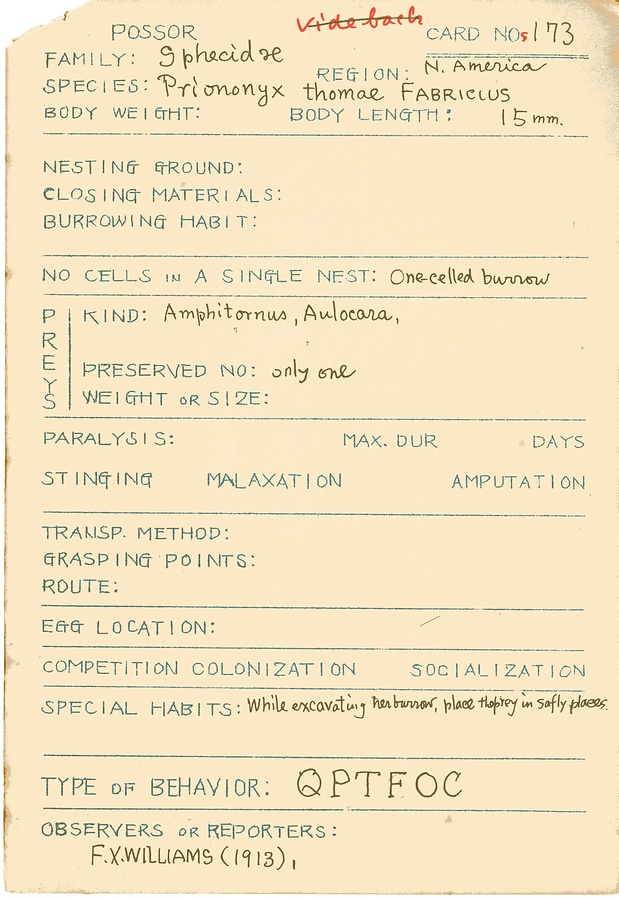 POSSOR vide back CARD NOs 173
FAMILY: Sphecidae
REGION: N. America
SPECIES: Priononyx thomae FABRICIUS
BODY WEIGHT: BODY LENGTH: 15 mm.
NESTING GROUND:
CLOSING MATERIALS:
BURROWING HABIT:
NO CELLS IN A SINGLE NEST: One-celled burrow
PREYS
KIND: Amphitornus, Aulocara,
PRESERVED NO: only one
WEIGHT OR SIZE:
PARALYSIS: MAX. DUR DAYS
STINGING MALAXATION AMPUTATION
TRANSP. METHOD:
GRASPING POINTS:
ROUTE:
EGG LOCATION:
COMPETITION COLONIZATION SOCIALIZATION
SPECIAL HABITS: While excavating her burrow, place the prey in safly places.
TYPE OF BEHAVIOR: QPTFOC
OBSERVERS OR REPORTERS:
F.X.WILLIAMS (1913),